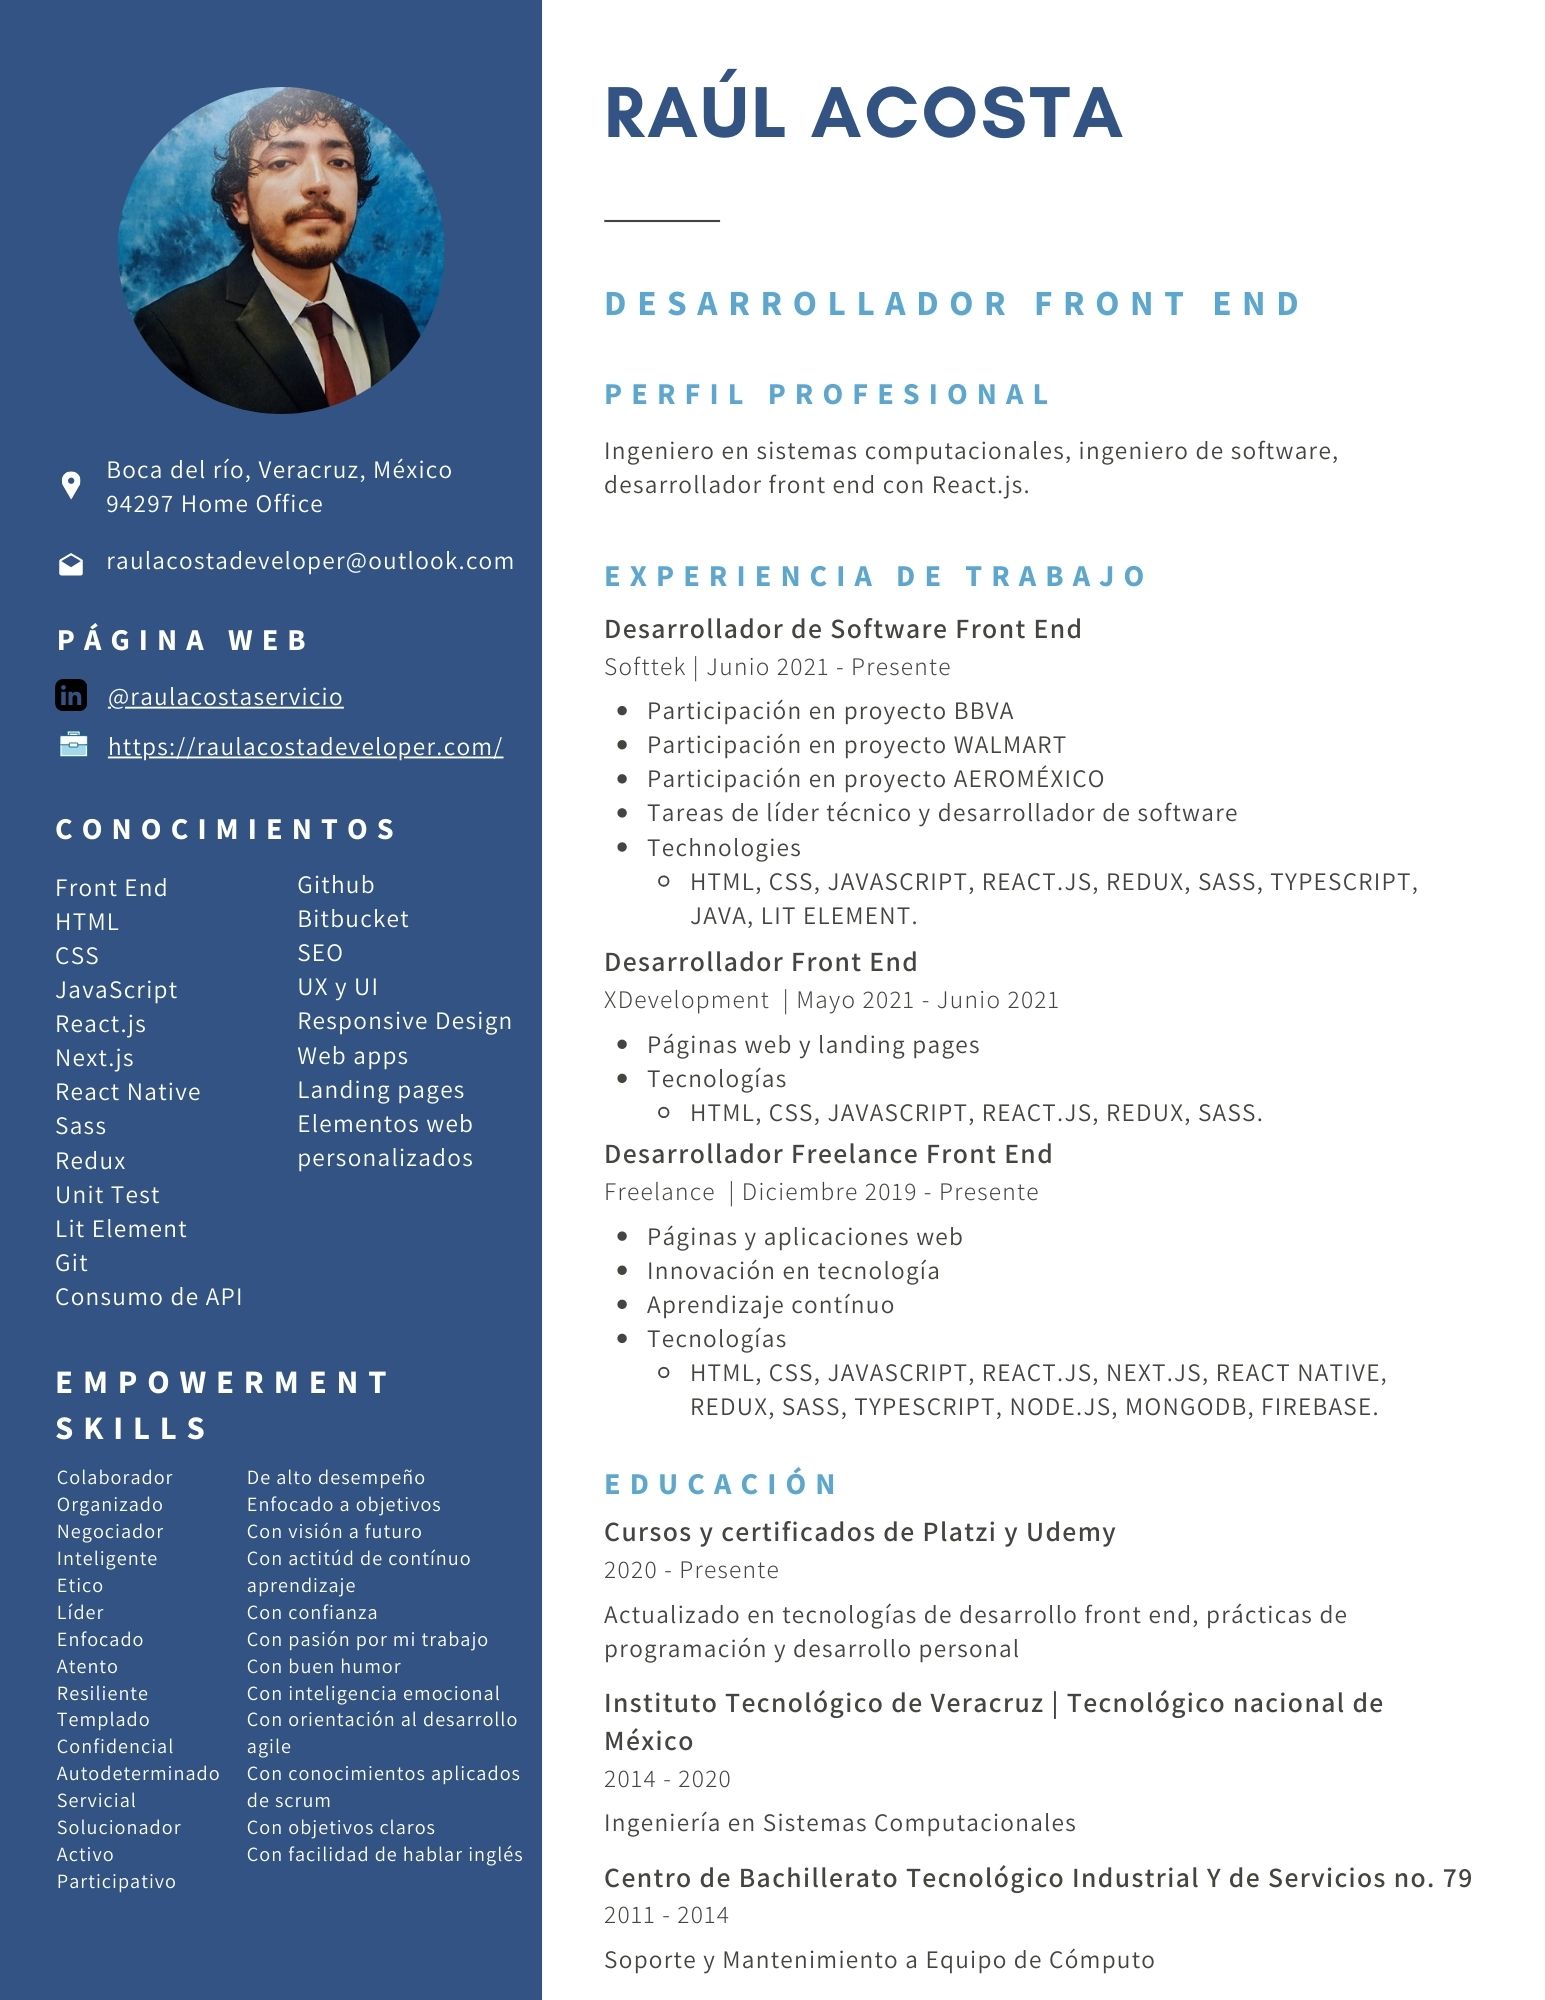 RAÚL ACOSTA
DESARROLLADOR FRONT END
PERFIL PROFESIONAL
Ingeniero en sistemas computacionales, ingeniero de software,
desarrollador front end con React.js.
EXPERIENCIA DE TRABAJO
Desarrollador de Software Front End
Softtek | Junio 2021 - Presente
Participación en proyecto BBVA
Participación en proyecto WALMART
Participación en proyecto AEROMÉXICO
Tareas de líder técnico y desarrollador de software
Technologies
HTML, CSS, JAVASCRIPT, REACT.JS, REDUX, SASS, TYPESCRIPT,
JAVA, LIT ELEMENT.
Desarrollador Front End
XDevelopment | Mayo 2021 - Junio 2021
Páginas web y landing pages
Tecnologías
HTML, CSS, JAVASCRIPT, REACT.JS, REDUX, SASS.
Desarrollador Freelance Front End
Freelance | Diciembre 2019 - Presente
Páginas y aplicaciones web
Innovación en tecnología
Aprendizaje contínuo
Tecnologías
HTML, CSS, JAVASCRIPT, REACT.JS, NEXT.JS, REACT NATIVE,
REDUX, SASS, TYPESCRIPT, NODE.JS, MONGODB, FIREBASE.
EDUCACIÓN
Cursos y certificados de Platzi y Udemy
2020 - Presente
Actualizado en tecnologías de desarrollo front end, prácticas de
programación y desarrollo personal
Instituto Tecnológico de Veracruz | Tecnológico nacional de
México
2014 - 2020
Ingeniería en Sistemas Computacionales
Centro de Bachillerato Tecnológico Industrial Y de Servicios no. 79
2011 - 2014
Soporte y Mantenimiento a Equipo de Cómputo
Boca del río, Veracruz, México
94297 Home Office
raulacostadeveloper@outlook.com
PÁGINA WEB
in
@raulacostaservicio
https://raulacostadeveloper.com/
CONOCIMIENTOS
Front End
HTML
CSS
JavaScript
React.js
Next.js
React Native
Sass
Redux
Unit Test
Lit Element
Git
Consumo de API
Github
Bitbucket
SEO
UX y UI
Responsive Design
Web apps
Landing pages
Elementos web
personalizados
EMPOWERMENT
SKILLS
Colaborador
Organizado
Negociador
Inteligente
Etico
Líder
Enfocado
Atento
Resiliente
Templado
Confidencial
Autodeterminado
Servicial
Solucionador
Activo
Participativo
De alto desempeño
Enfocado a objetivos
Con visión a futuro
Con actitúd de contínuo
aprendizaje
Con confianza
Con pasión por mi trabajo
Con buen humor
Con inteligencia emocional
Con orientación al desarrollo
agile
Con conocimientos aplicados
de scrum
Con objetivos claros
Con facilidad de hablar inglés